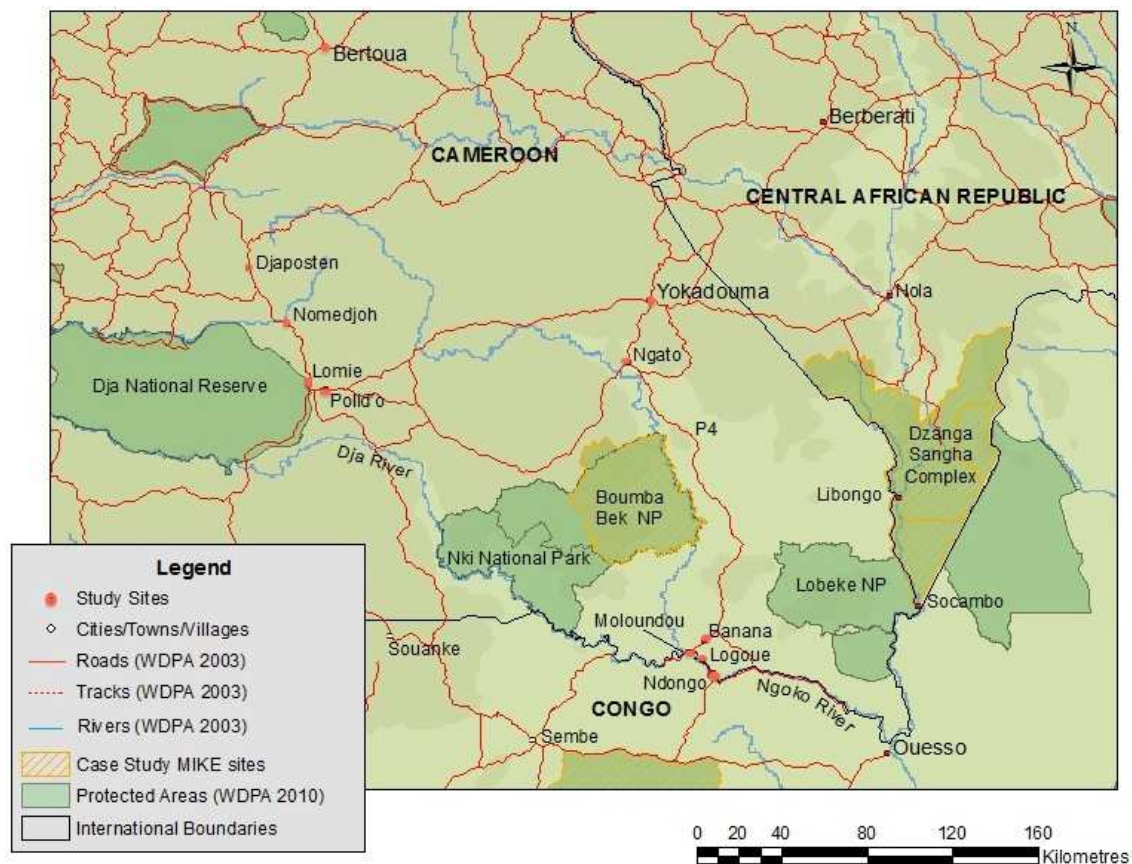 N
Bertoua
Berberati
CAMEROON
CENTRAL AFRICAN REPUBLIC
Djaposten
Yokadouma
Nola
Nomedjoh
Ngato
Lomie
Dja National Reserve
Polid'o
P4
Dzanga
Sangha
Complex
Dja River
Libongo
Boumba
Bek NP
Nki National Park
Lobeke NP
Socambo
Moloundou
Banana
Souanke
Logoue
Ndongo
Ngoko River
CONGO
Sembe
Ouesso
Legend
Study Sites
Cities/Towns/Villages
Roads (WDPA 2003)
Tracks (WDPA 2003)
Rivers (WDPA 2003)
Case Study MIKE sites
Protected Areas (WDPA 2010)
International Boundaries
0 20 40 80 120 160
Kilometres